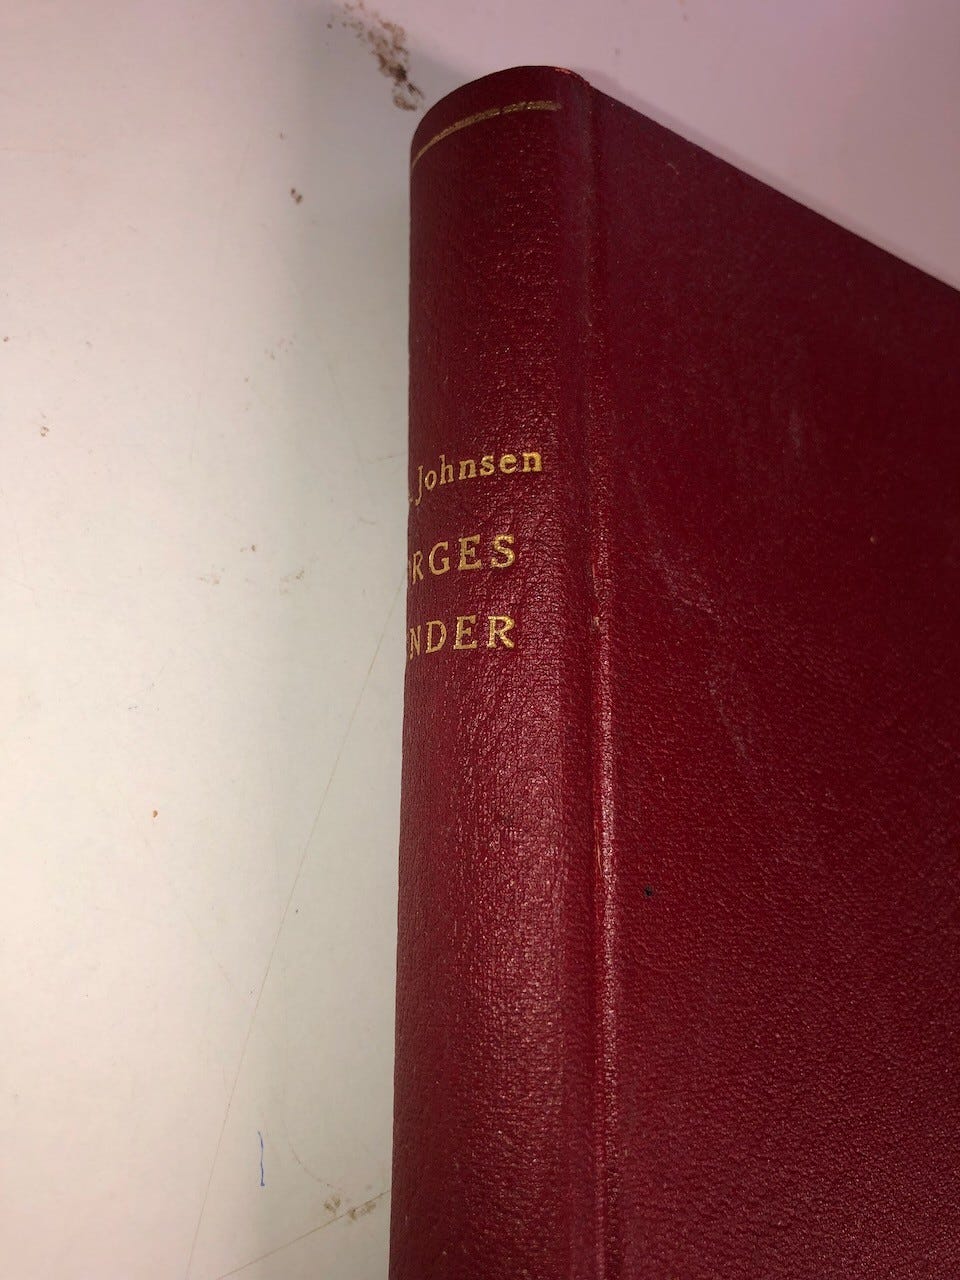 . Johnsen
RGES
NDER